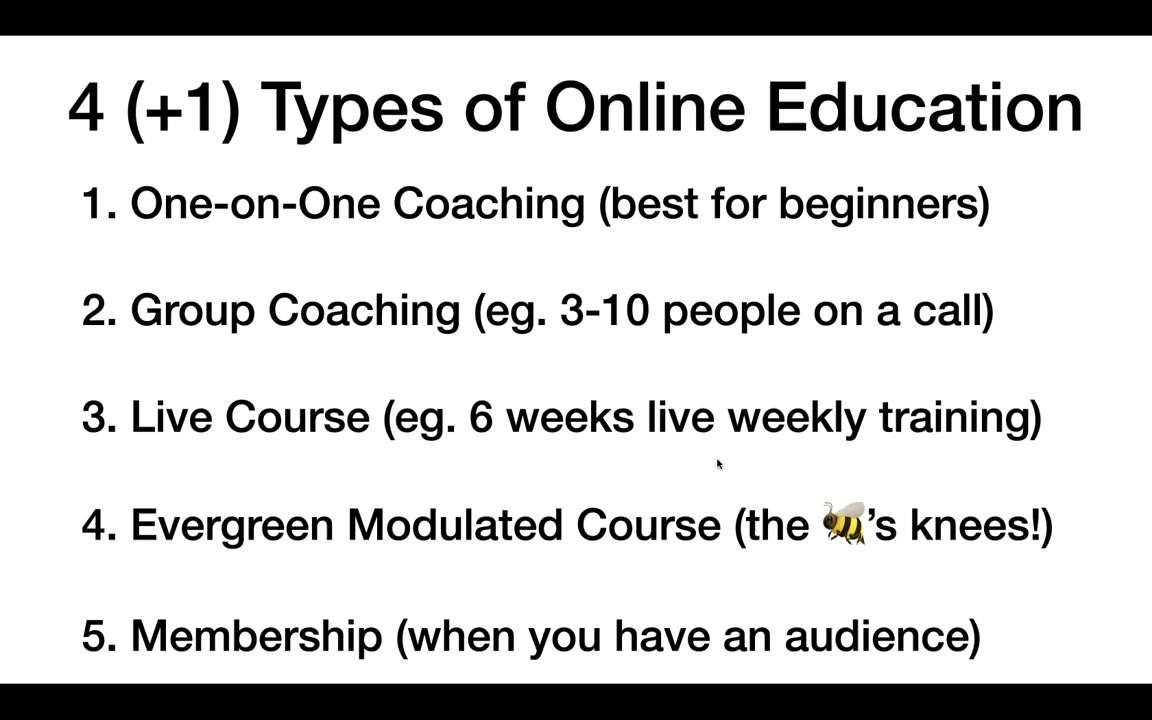 4 (+1) Types of Online Education
1. One-on-One Coaching (best for beginners)
2. Group Coaching (eg. 3-10 people on a call)
3. Live Course (eg. 6 weeks live weekly training)
4. Evergreen Modulated Course (the 🐝’s knees!)
5. Membership (when you have an audience)